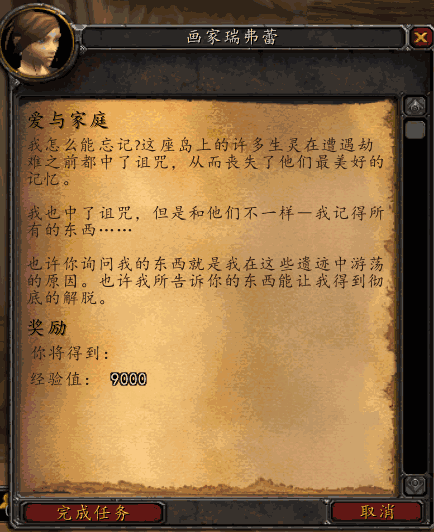 画家瑞弗蕾
爱与家庭
我怎么能忘记?这座岛上的许多生灵在遭遇劫
难之前都中了诅咒，从而丧失了他们最美好的
记忆。
我也中了诅咒，但是和他们不一样—我记得所
有的东西……
也许你询问我的东西就是我在这些遗迹中游荡
的原因。也许我所告诉你的东西能让我得到彻
底的解脱。
奖励
你将得到：
经验值： 9000
完成任务
取消